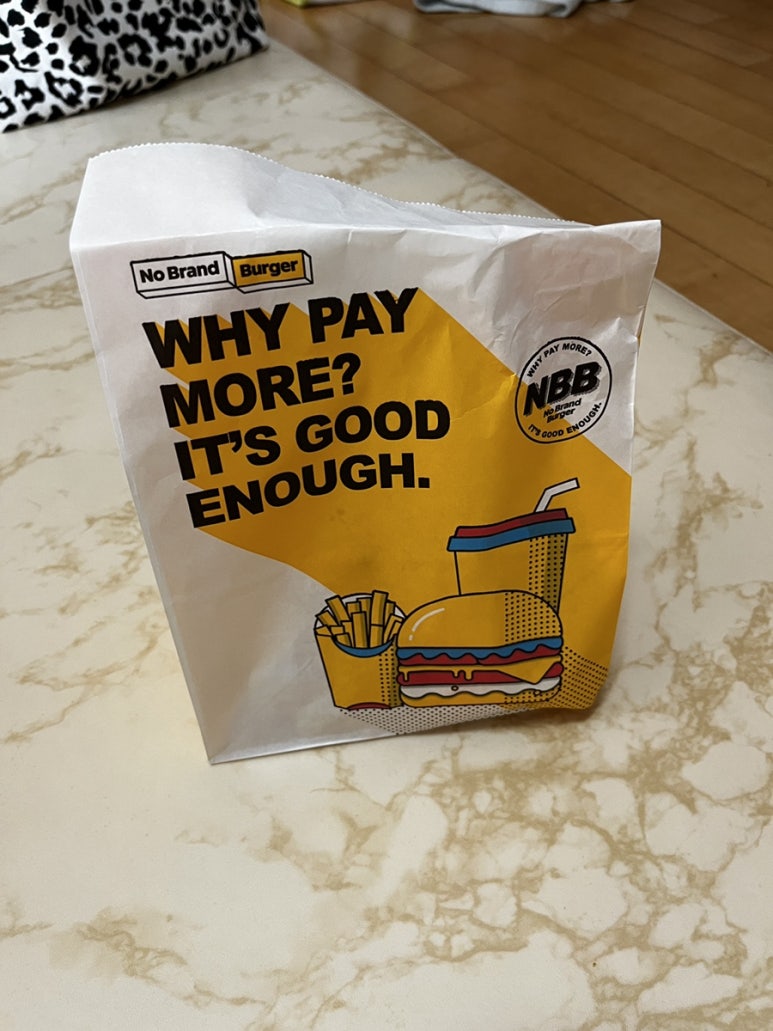 No Brand Burger
WHY PAY
MORE?
IT'S GOOD
ENOUGH.
WHY PAY MORE?
NBB
No Brand
Burger
IT'S GOOD ENOUGH.